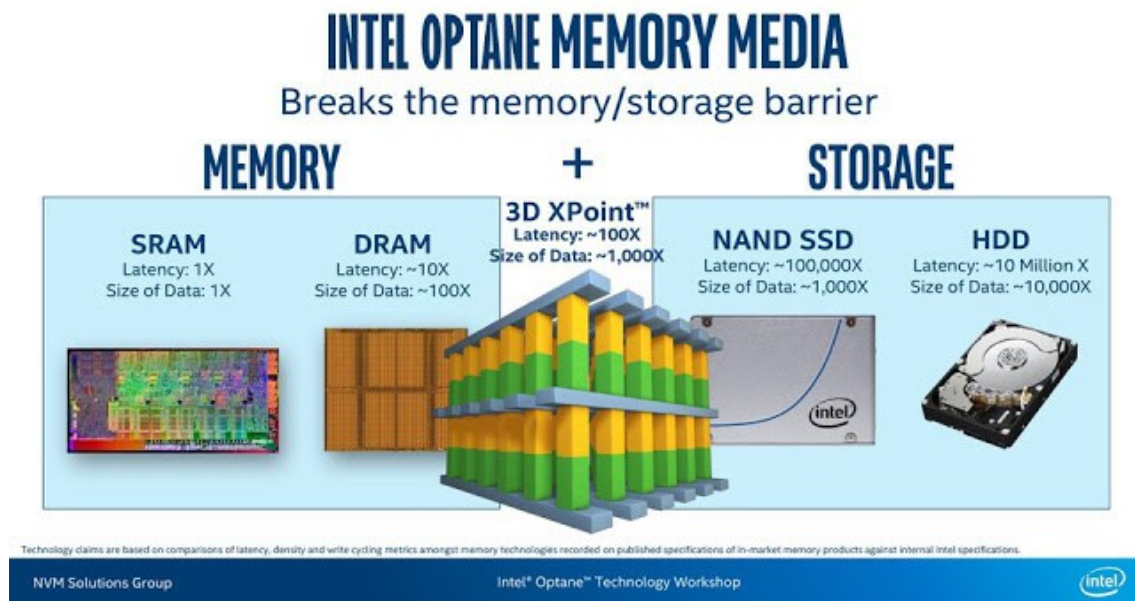 INTEL OPTANE MEMORY MEDIA
Breaks the memory/storage barrier
MEMORY
+
STORAGE
SRAM
Latency: 1X
Size of Data: 1X
DRAM
Latency: ~10X
Size of Data: ~100X
3D XPoint™
Latency: ~100X
Size of Data: ~1,000X
NAND SSD
Latency: ~100,000X
Size of Data: ~1,000X
HDD
Latency: ~10 Million X
Size of Data: ~10,000X
intel
Technology claims are based on comparisons of latency, density and write cycling metrics amongst memory technologies recorded on published specifications of in-market memory products against internal Intel specifications.
NVM Solutions Group
Intel® Optane™ Technology Workshop
intel